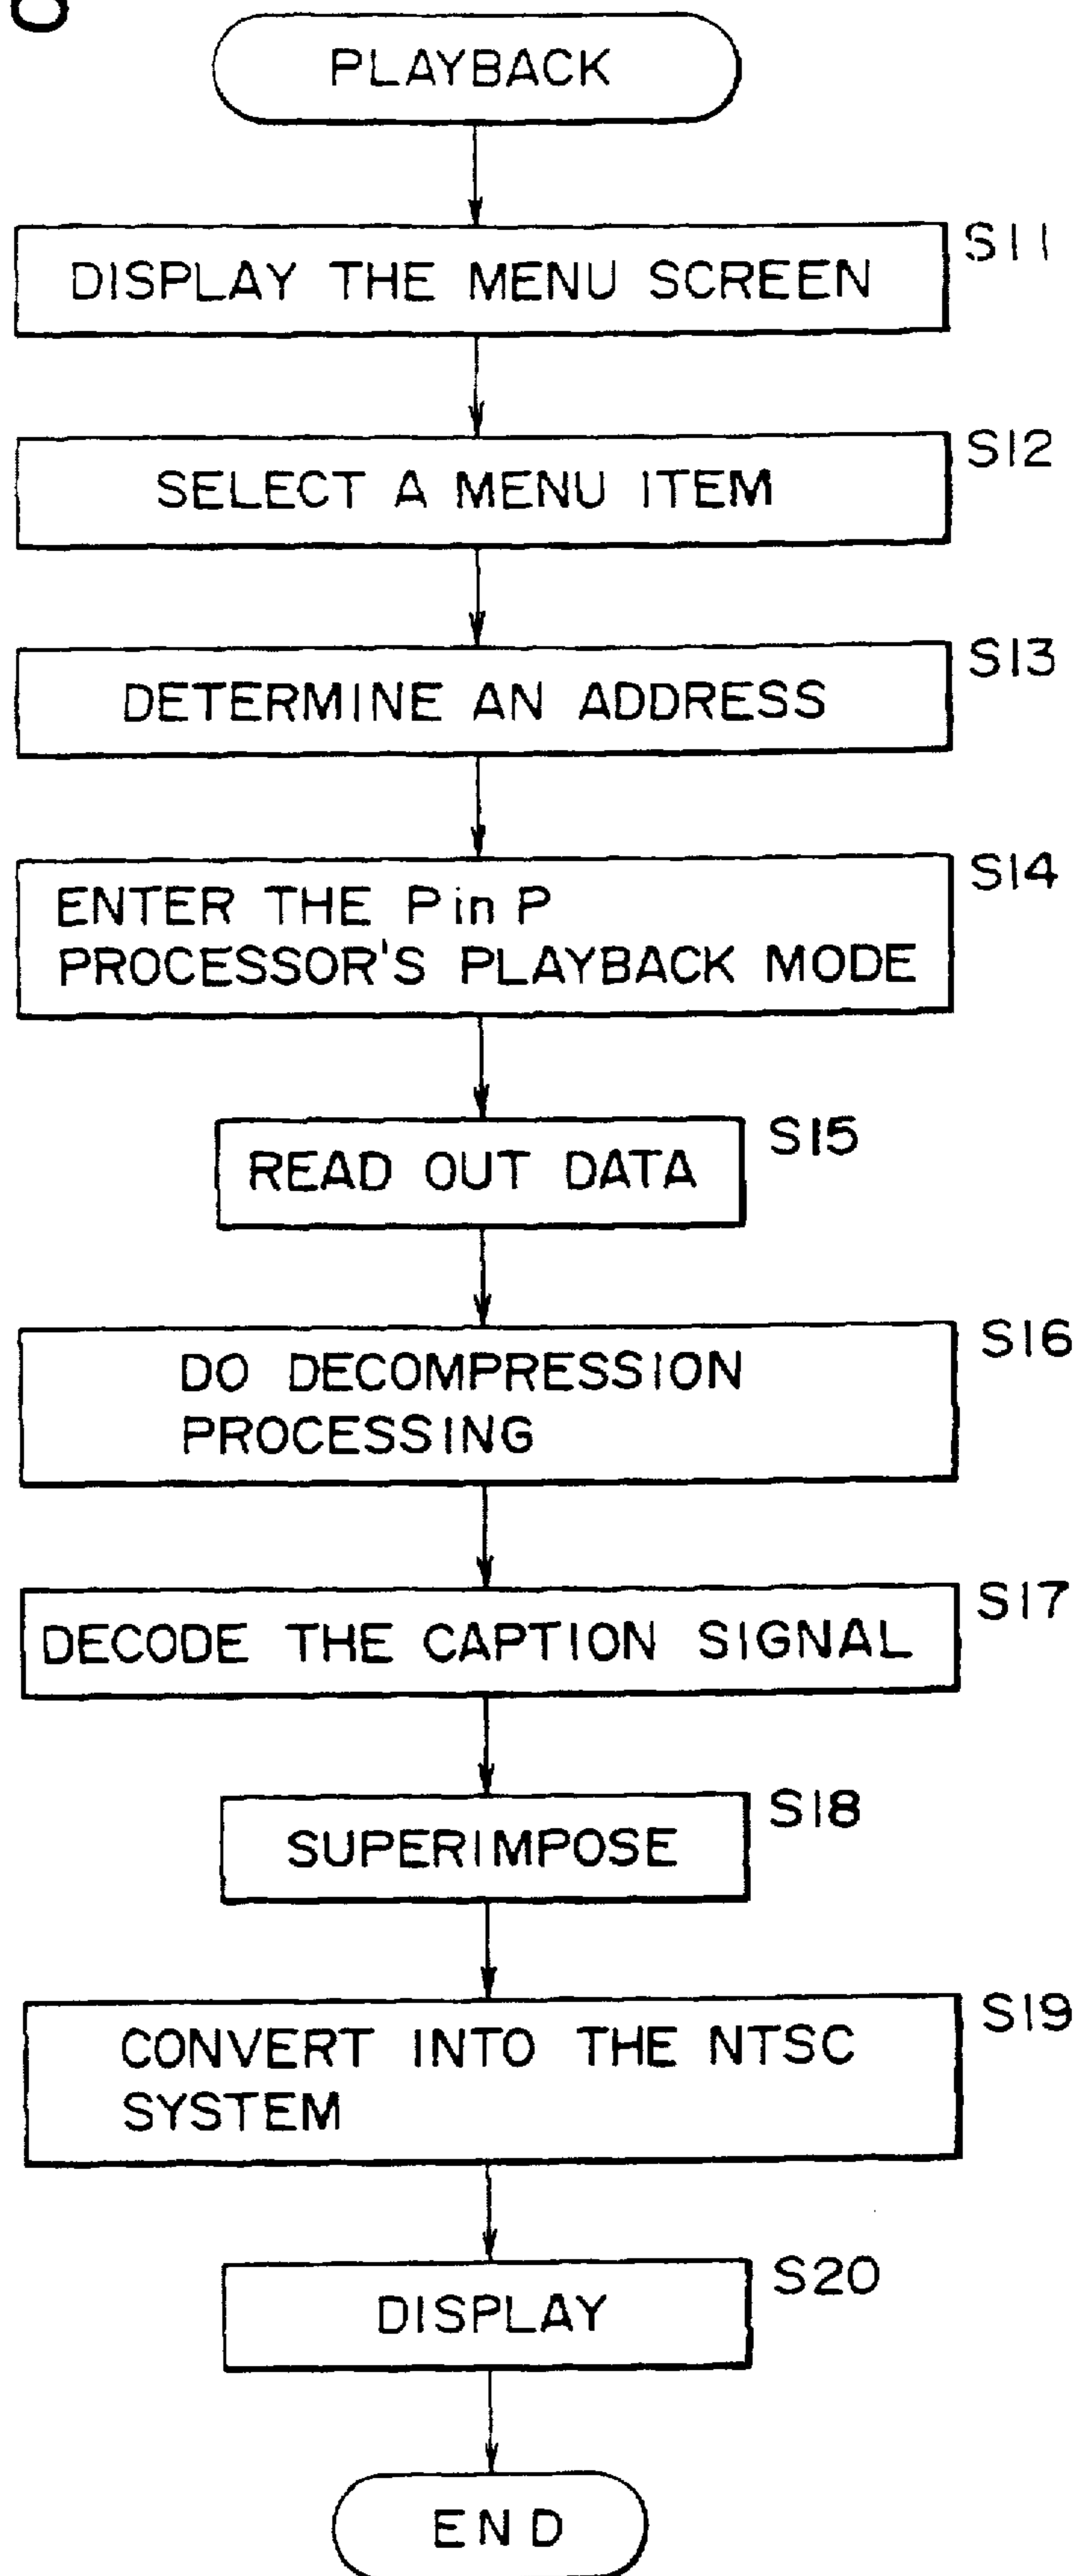 PLAYBACK
DISPLAY THE MENU SCREEN
S11
SELECT A MENU ITEM
S12
DETERMINE AN ADDRESS
S13
ENTER THE P in P
PROCESSOR'S PLAYBACK MODE
S14
READ OUT DATA
S15
DO DECOMPRESSION
PROCESSING
S16
DECODE THE CAPTION SIGNAL
S17
SUPERIMPOSE
S18
CONVERT INTO THE NTSC
SYSTEM
S19
DISPLAY
S20
END